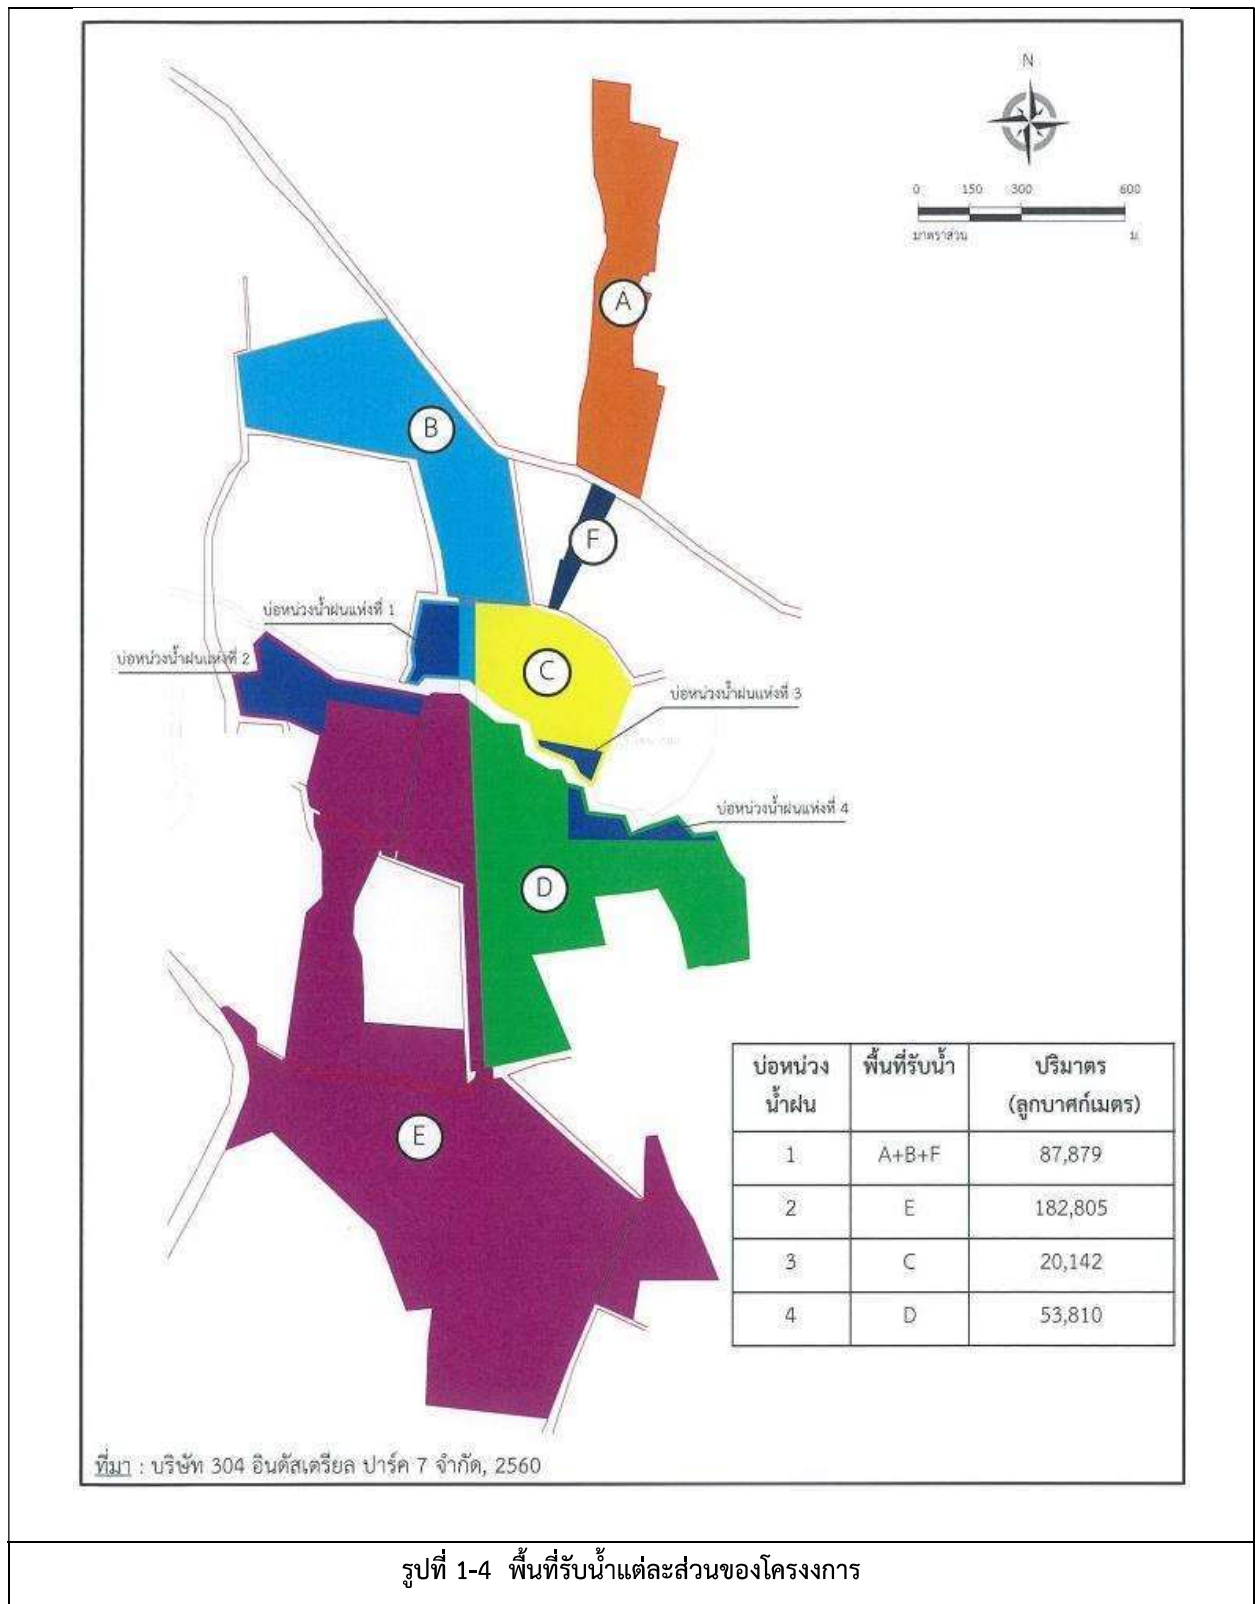 N
0 150 300 600
มาตราส่วน ม.
A
B
F
บ่อหน่วงน้ำฝนแห่งที่ 1
บ่อหน่วงน้ำฝนแห่งที่ 2
C
บ่อหน่วงน้ำฝนแห่งที่ 3
บ่อหน่วงน้ำฝนแห่งที่ 4
D
E
บ่อหน่วง พื้นที่รับน้ำ ปริมาตร
น้ำฝน (ลูกบาศก์เมตร)
1 A+B+F 87,879
2 E 182,805
3 C 20,142
4 D 53,810
ที่มา : บริษัท 304 อินดัสเตรียล ปาร์ค 7 จำกัด, 2560
รูปที่ 1-4 พื้นที่รับน้ำแต่ละส่วนของโครงงการ